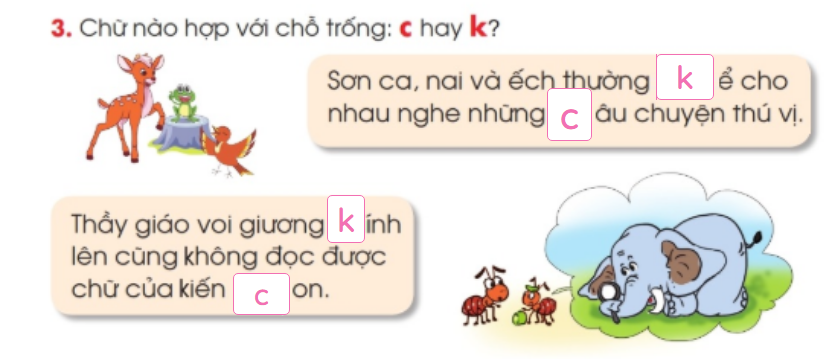 3. Chữ nào hợp với chỗ trống: c hay k?
Sơn ca, nai và ếch thường k ể cho
nhau nghe những c âu chuyện thú vị.
Thầy giáo voi giương k ính
lên cũng không đọc được
chữ của kiến c on.